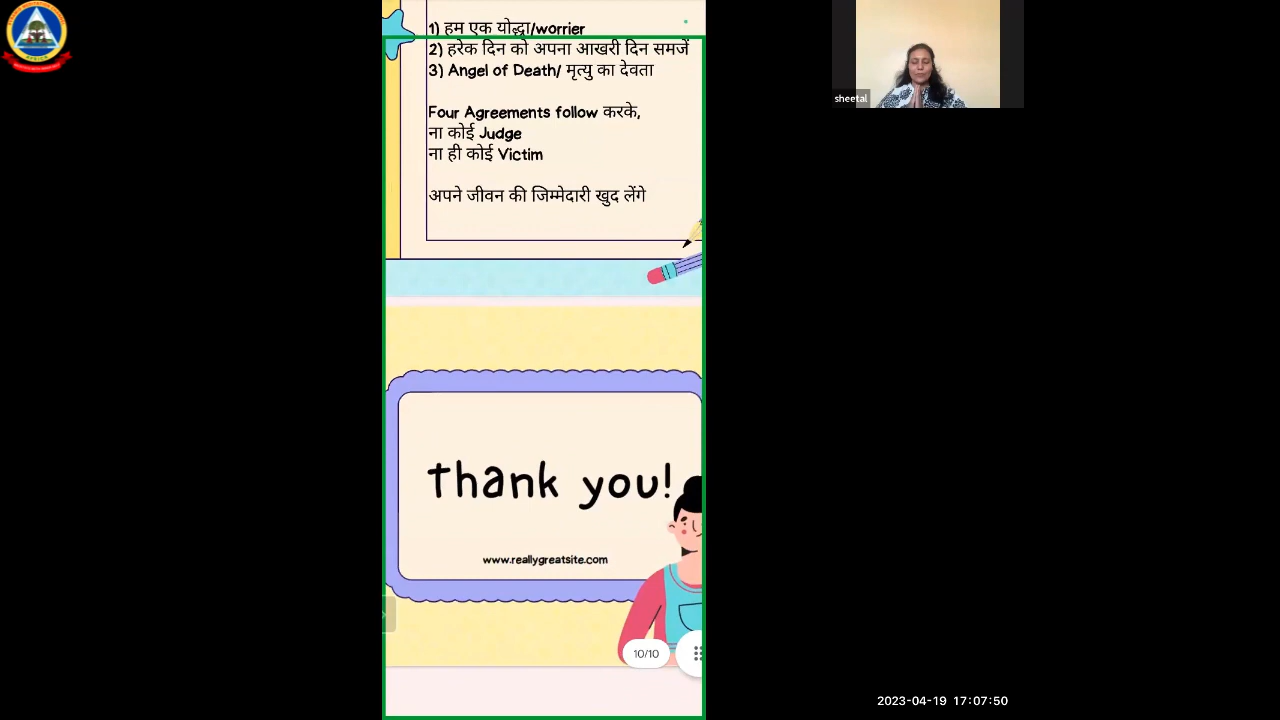 1) हम एक योद्धा/worrier
2) हरेक दिन को अपना आखरी दिन समजें
3) Angel of Death/ मृत्यु का देवता
Four Agreements follow करके,
ना कोई Judge
ना ही कोई Victim
अपने जीवन की जिम्मेदारी खुद लेंगे
Thank you!
www.reallygreatsite.com
10/10
sheetal
2023-04-19 17:07:50